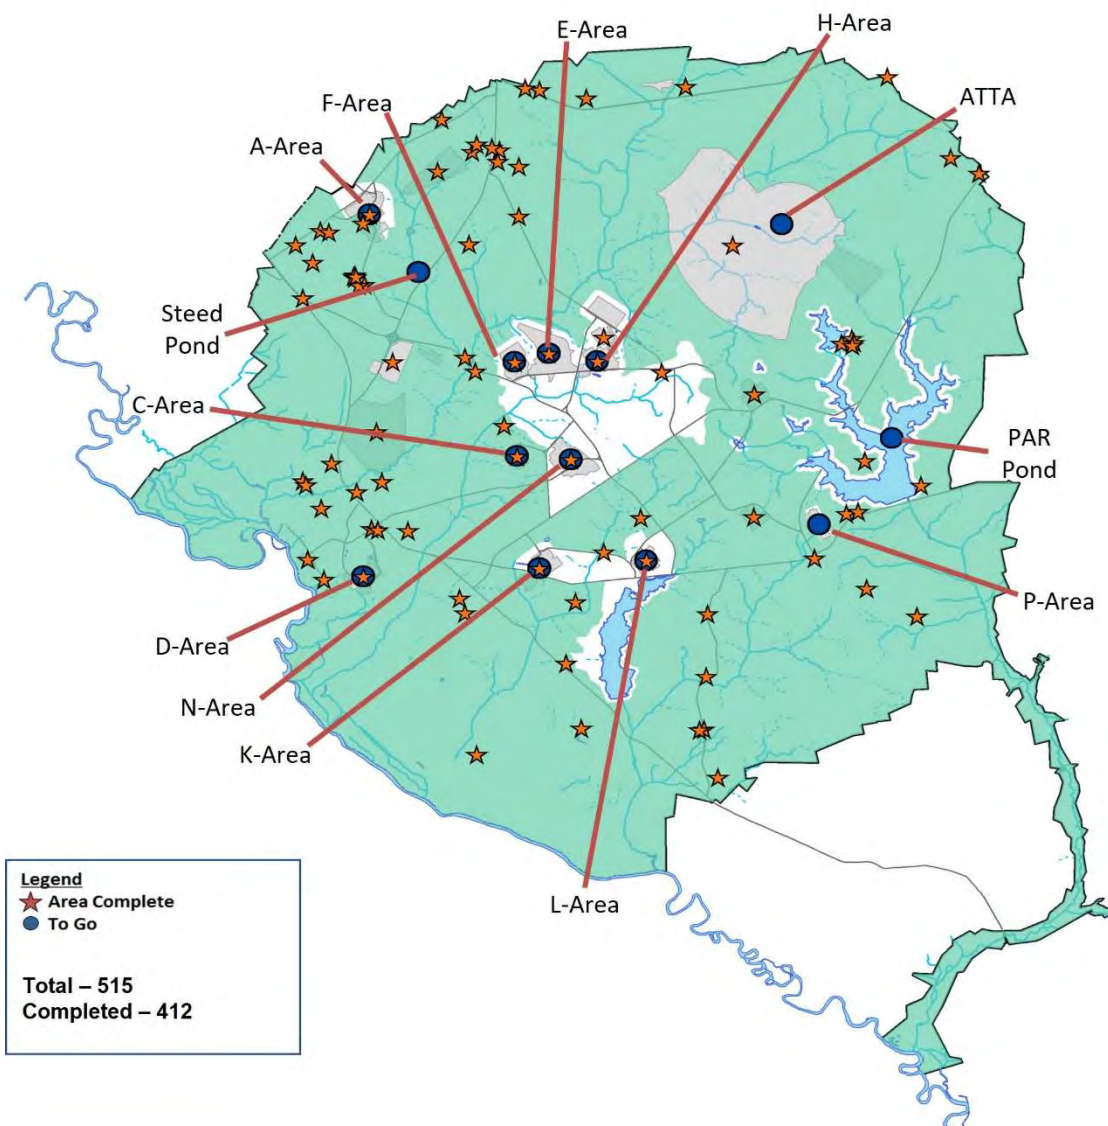 E-Area
H-Area
F-Area
ATTA
A-Area
Steed
Pond
C-Area
PAR
Pond
P-Area
D-Area
N-Area
K-Area
L-Area
Legend
Area Complete
To Go
Total – 515
Completed – 412